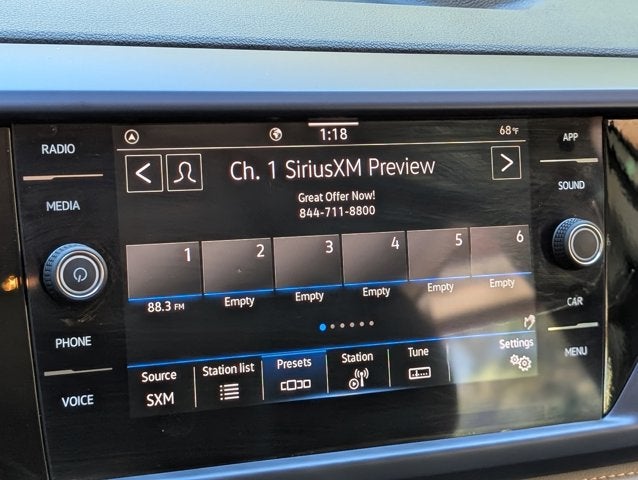 RADIO
MEDIA
PHONE
VOICE
1:18
68°F
Ch. 1 SiriusXM Preview
Great Offer Now!
844-711-8800
1 2 3 4 5 6
88.3 FM Empty Empty Empty Empty Empty
Source Station list Presets Station Tune Settings
SXM
APP
SOUND
CAR
MENU